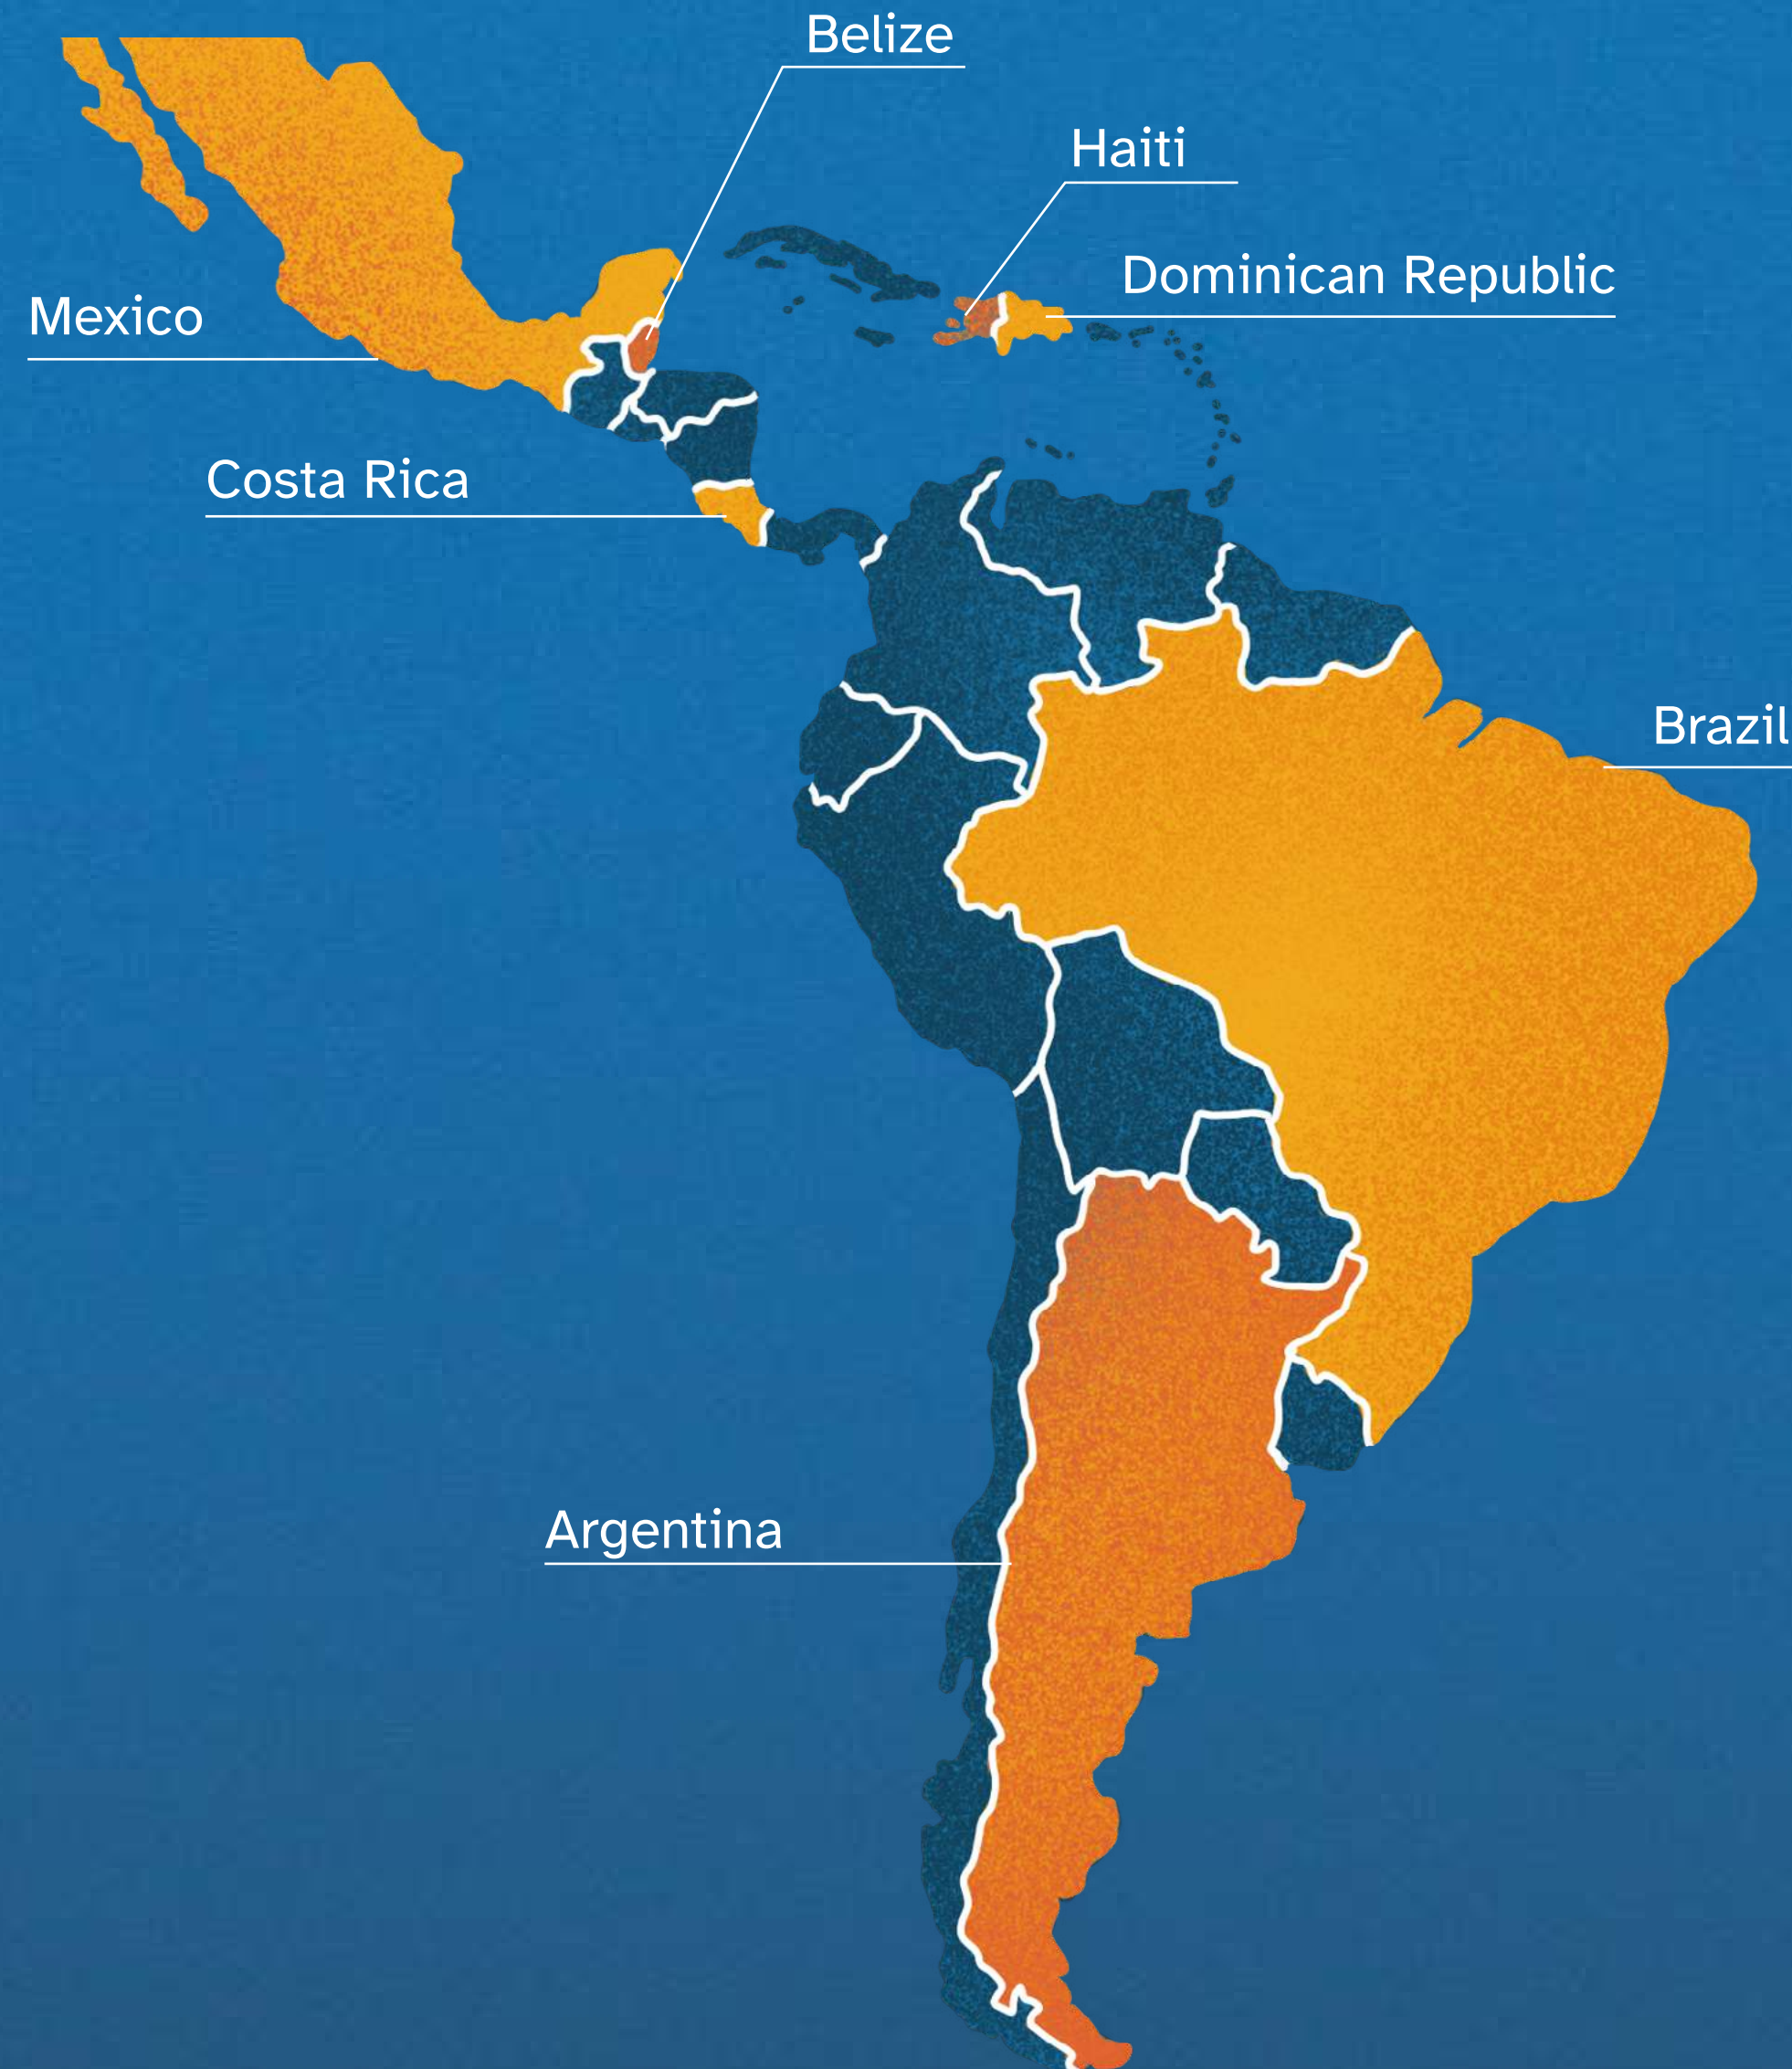 Belize
Haiti
Dominican Republic
Mexico
Costa Rica
Brazil
Argentina